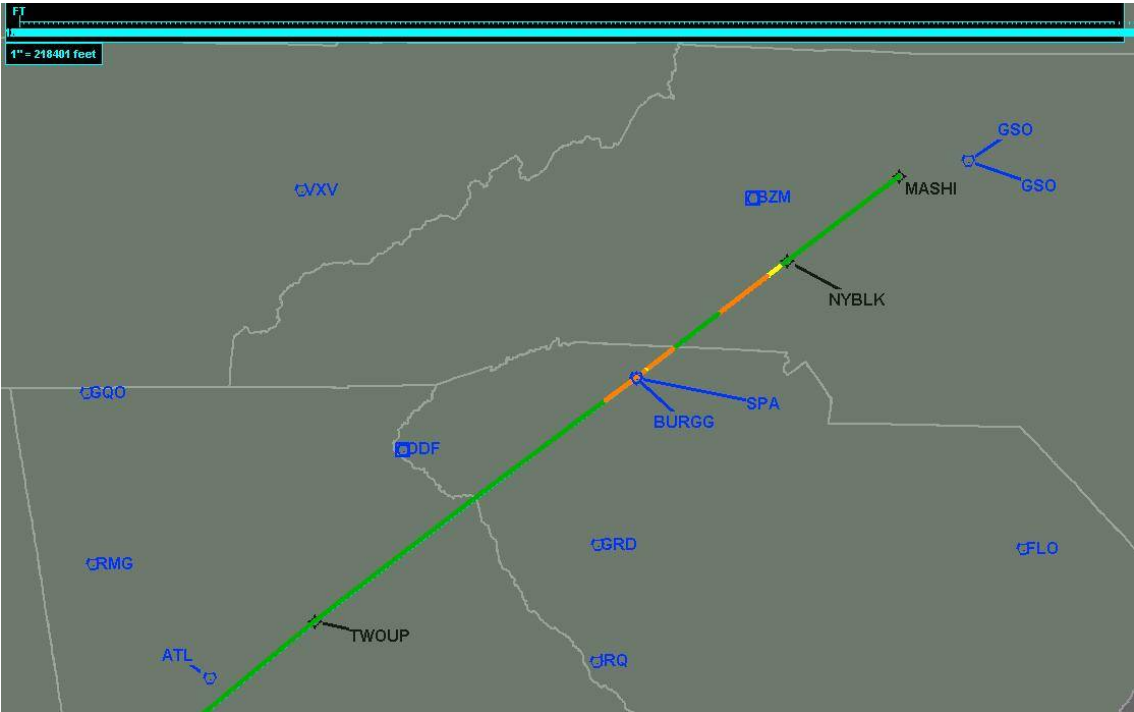 FT
1" = 218401 feet
GSO
GSO
VXV
BZM
MASHI
NYBLK
GQO
SPA
BURGG
ODF
GRD
FLO
RMG
TWOUP
ATL
IRQ